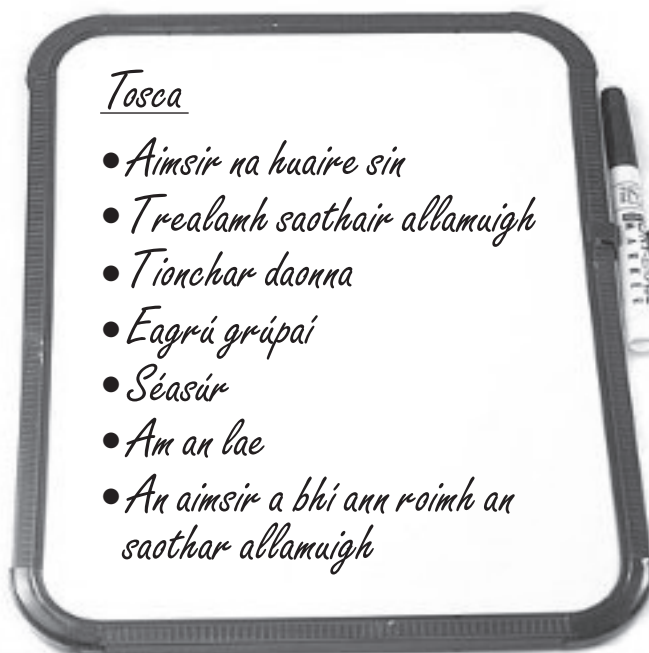 Tosca
• Aimsir na huaire sin
• Trealamh saothair allamuigh
• Tionchar daonna
• Eagrú grúpaí
• Séasúr
• Am an lae
• An aimsir a bhí ann roimh an
saothar allamuigh